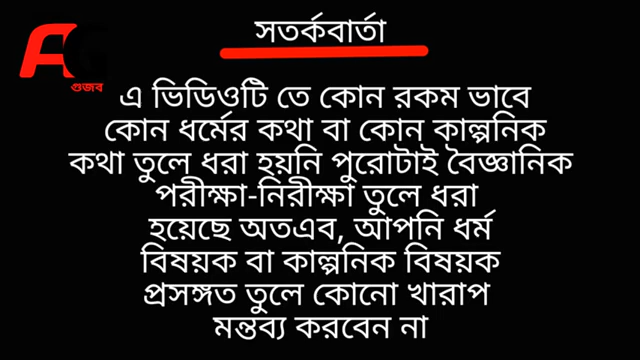 সতর্কবার্তা
AG
গুজব
এ ভিডিওটি তে কোন রকম ভাবে
কোন ধর্মের কথা বা কোন কাল্পনিক
কথা তুলে ধরা হয়নি পুরোটাই বৈজ্ঞানিক
পরীক্ষা-নিরীক্ষা তুলে ধরা
হয়েছে অতএব, আপনি ধর্ম
বিষয়ক বা কাল্পনিক বিষয়ক
প্রসঙ্গত তুলে কোনো খারাপ
মন্তব্য করবেন না